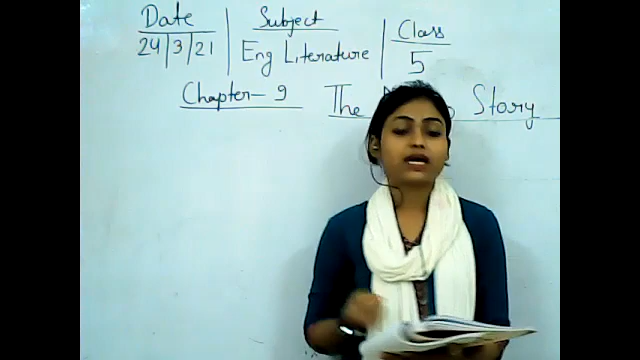 Date Subject Class
24/3/21 Eng Literature 5
Chapter - 9 The Story